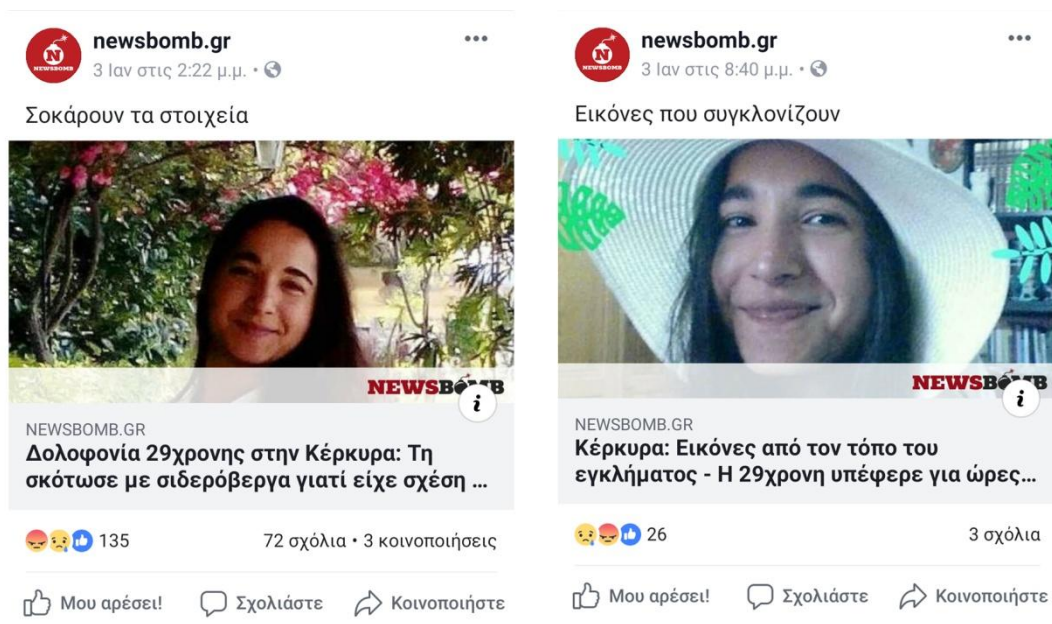 newsbomb.gr
3 Ιαν στις 2:22 μ.μ.
Σοκάρουν τα στοιχεία
NEWSBOMB
NEWSBOMB.GR
Δολοφονία 29χρονης στην Κέρκυρα: Τη
σκότωσε με σιδερόβεργα γιατί είχε σχέση ...
135
72 σχόλια • 3 κοινοποιήσεις
Μου αρέσει!
Σχολιάστε
Κοινοποιήστε
newsbomb.gr
3 Ιαν στις 8:40 μ.μ.
Εικόνες που συγκλονίζουν
NEWSBOMB
NEWSBOMB.GR
Κέρκυρα: Εικόνες από τον τόπο του
εγκλήματος - Η 29χρονη υπέφερε για ώρες...
26
3 σχόλια
Μου αρέσει!
Σχολιάστε
Κοινοποιήστε